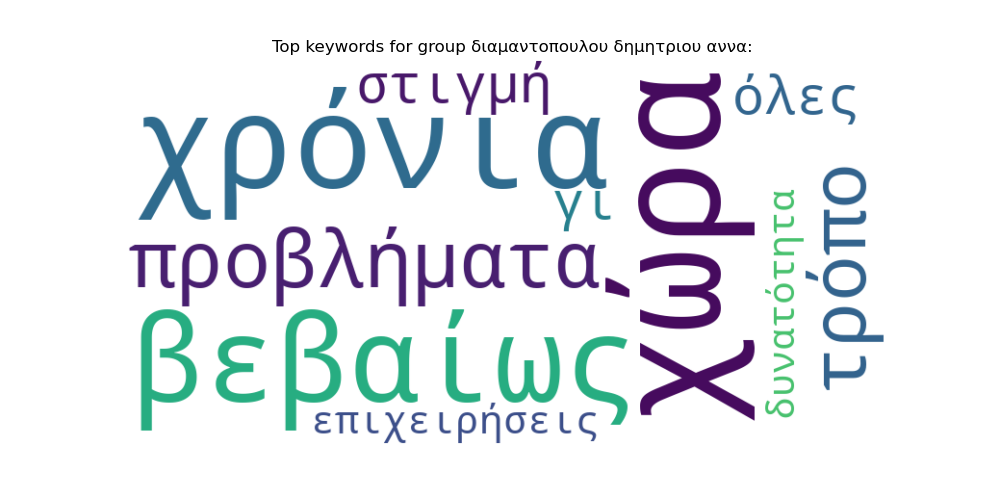 Top keywords for group διαμαντοπουλου δημητριου αννα:
στιγμή
όλες
χρόνια
χώρα
γι
τρόπο
προβλήματα
δυνατότητα
βεβαίως
επιχειρήσεις